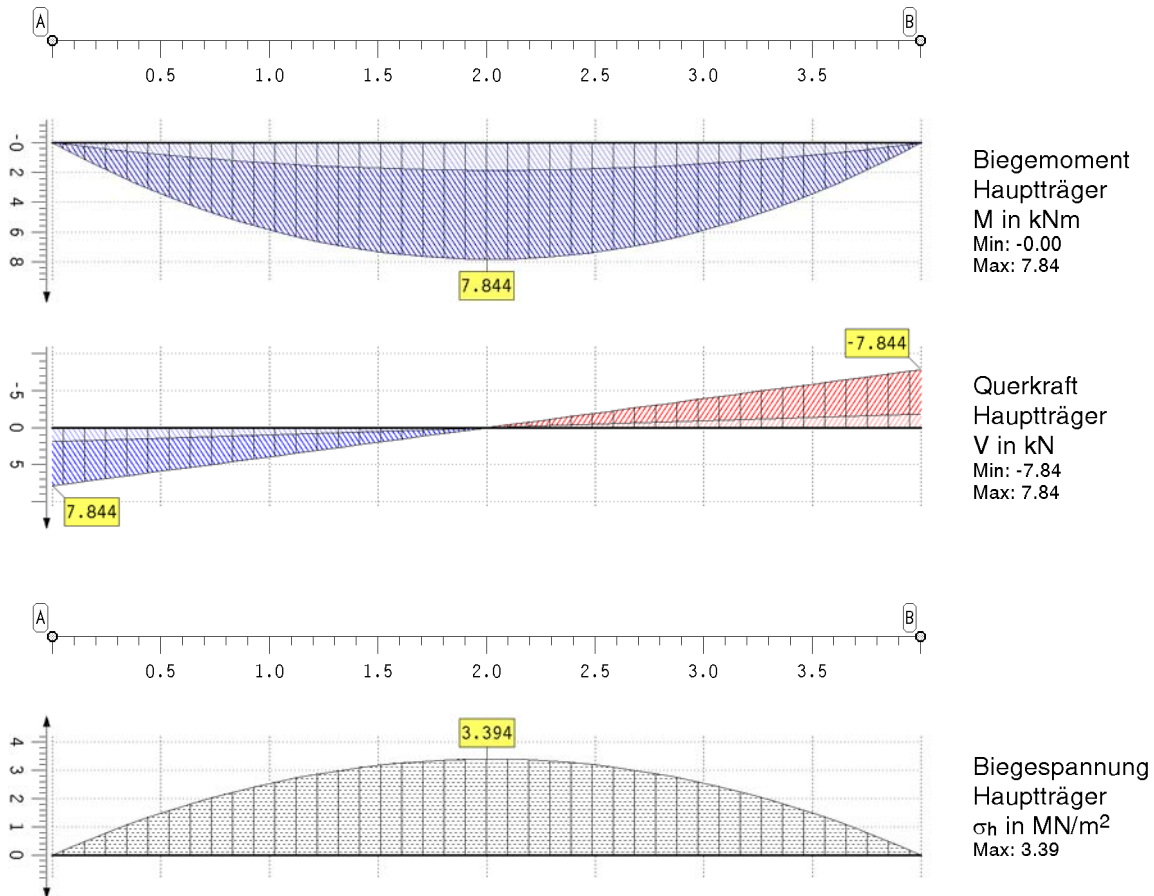 A B
0.5 1.0 1.5 2.0 2.5 3.0 3.5
-0
2
4
6
8
7.844
Biegemoment
Hauptträger
M in kNm
Min: -0.00
Max: 7.84
-5
0
5
-7.844
7.844
Querkraft
Hauptträger
V in kN
Min: -7.84
Max: 7.84
A B
0.5 1.0 1.5 2.0 2.5 3.0 3.5
4
3
2
1
0
3.394
Biegespannung
Hauptträger
σh in MN/m²
Max: 3.39